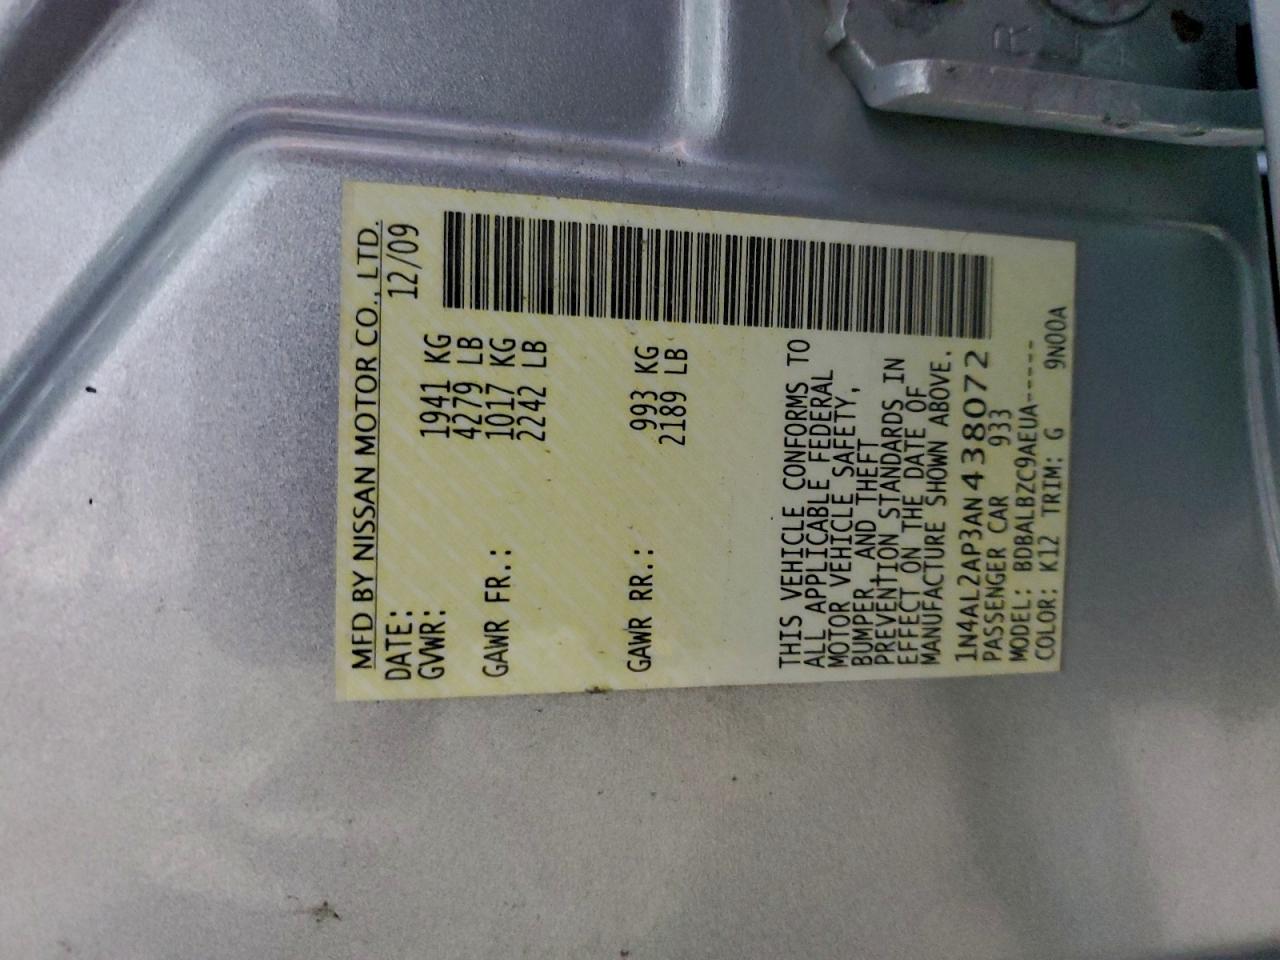 MFD BY NISSAN MOTOR CO., LTD.
DATE: 12/09
GVWR: 1941 KG
4279 LB
GAWR FR.: 1017 KG
2242 LB
GAWR RR.: 993 KG
2189 LB
THIS VEHICLE CONFORMS TO
ALL APPLICABLE FEDERAL
MOTOR VEHICLE SAFETY,
BUMPER, AND THEFT
PREVENTION STANDARDS IN
EFFECT ON THE DATE OF
MANUFACTURE SHOWN ABOVE.
1N4AL2AP3AN438072
PASSENGER CAR 933
MODEL: BDBALBZC9AEUA-----
COLOR: K12 TRIM: G 9N00A
R